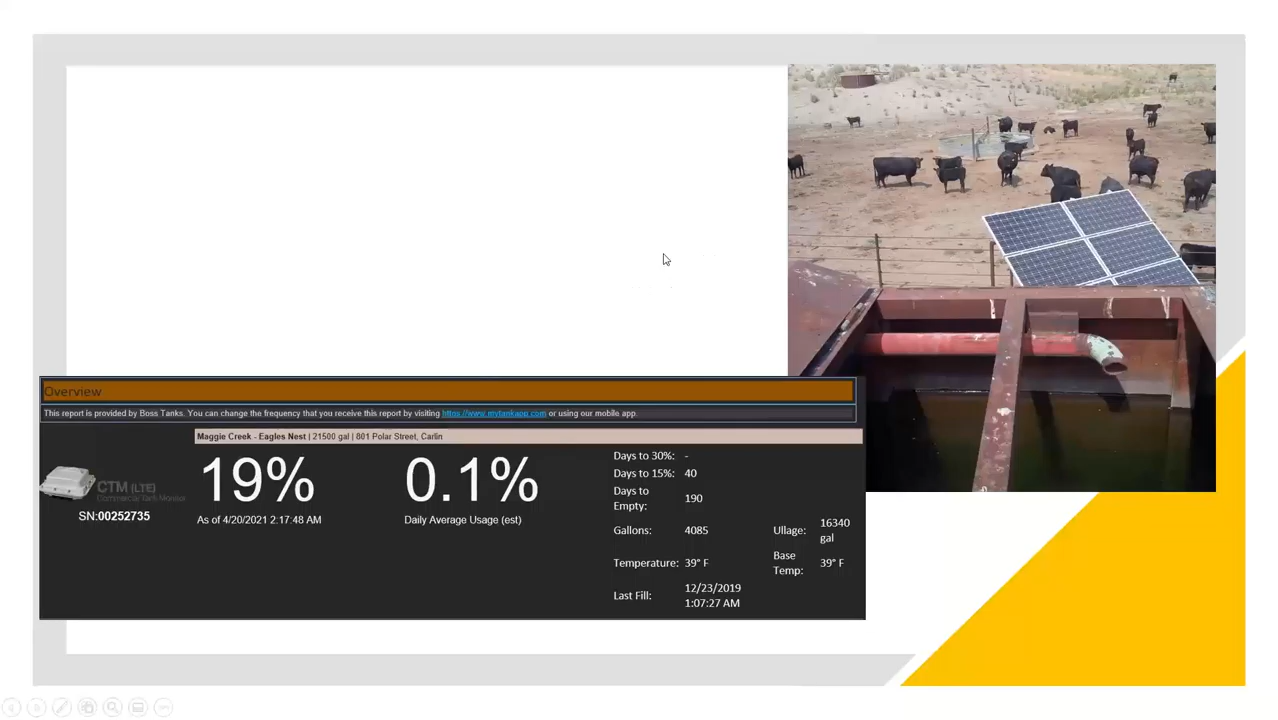 Overview
This report is provided by Boss Tanks. You can change the frequency that you receive this report by visiting https://www.mytankapp.com or using our mobile app.
Maggie Creek - Eagles Nest | 21500 gal | 801 Polar Street, Carlin
CTM (LTE)
Commercial Tank Monitor
SN:00252735
19%
As of 4/20/2021 2:17:48 AM
0.1%
Daily Average Usage (est)
Days to 30%: -
Days to 15%: 40
Days to
Empty: 190
Gallons: 4085
Ullage: 16340
gal
Temperature: 39° F
Base
Temp: 39° F
Last Fill: 12/23/2019
1:07:27 AM